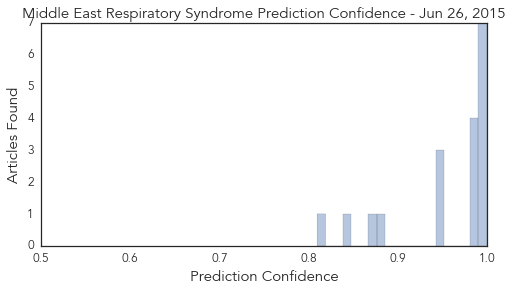 Middle East Respiratory Syndrome Prediction Confidence - Jun 26, 2015
7
6
5
4
3
2
1
0
Articles Found
0.5 0.6 0.7 0.8 0.9 1.0
Prediction Confidence